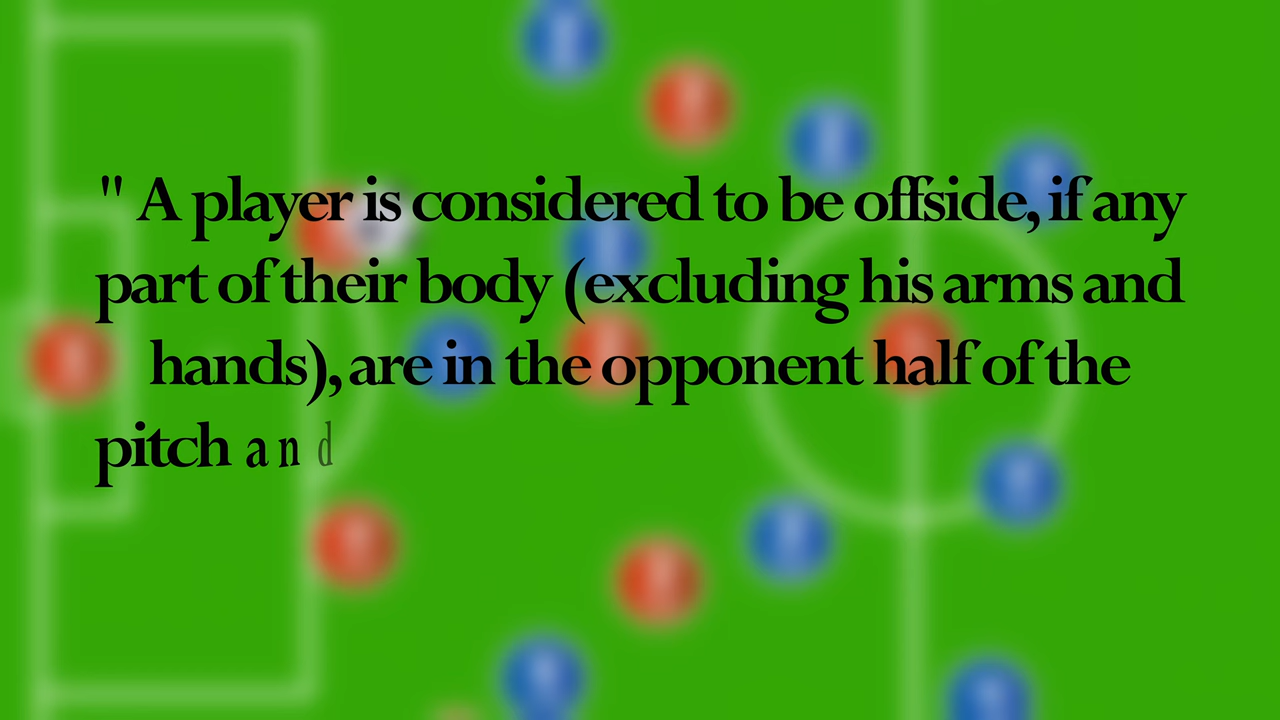 " A player is considered to be offside, if any
part of their body (excluding his arms and
hands), are in the opponent half of the
pitch and